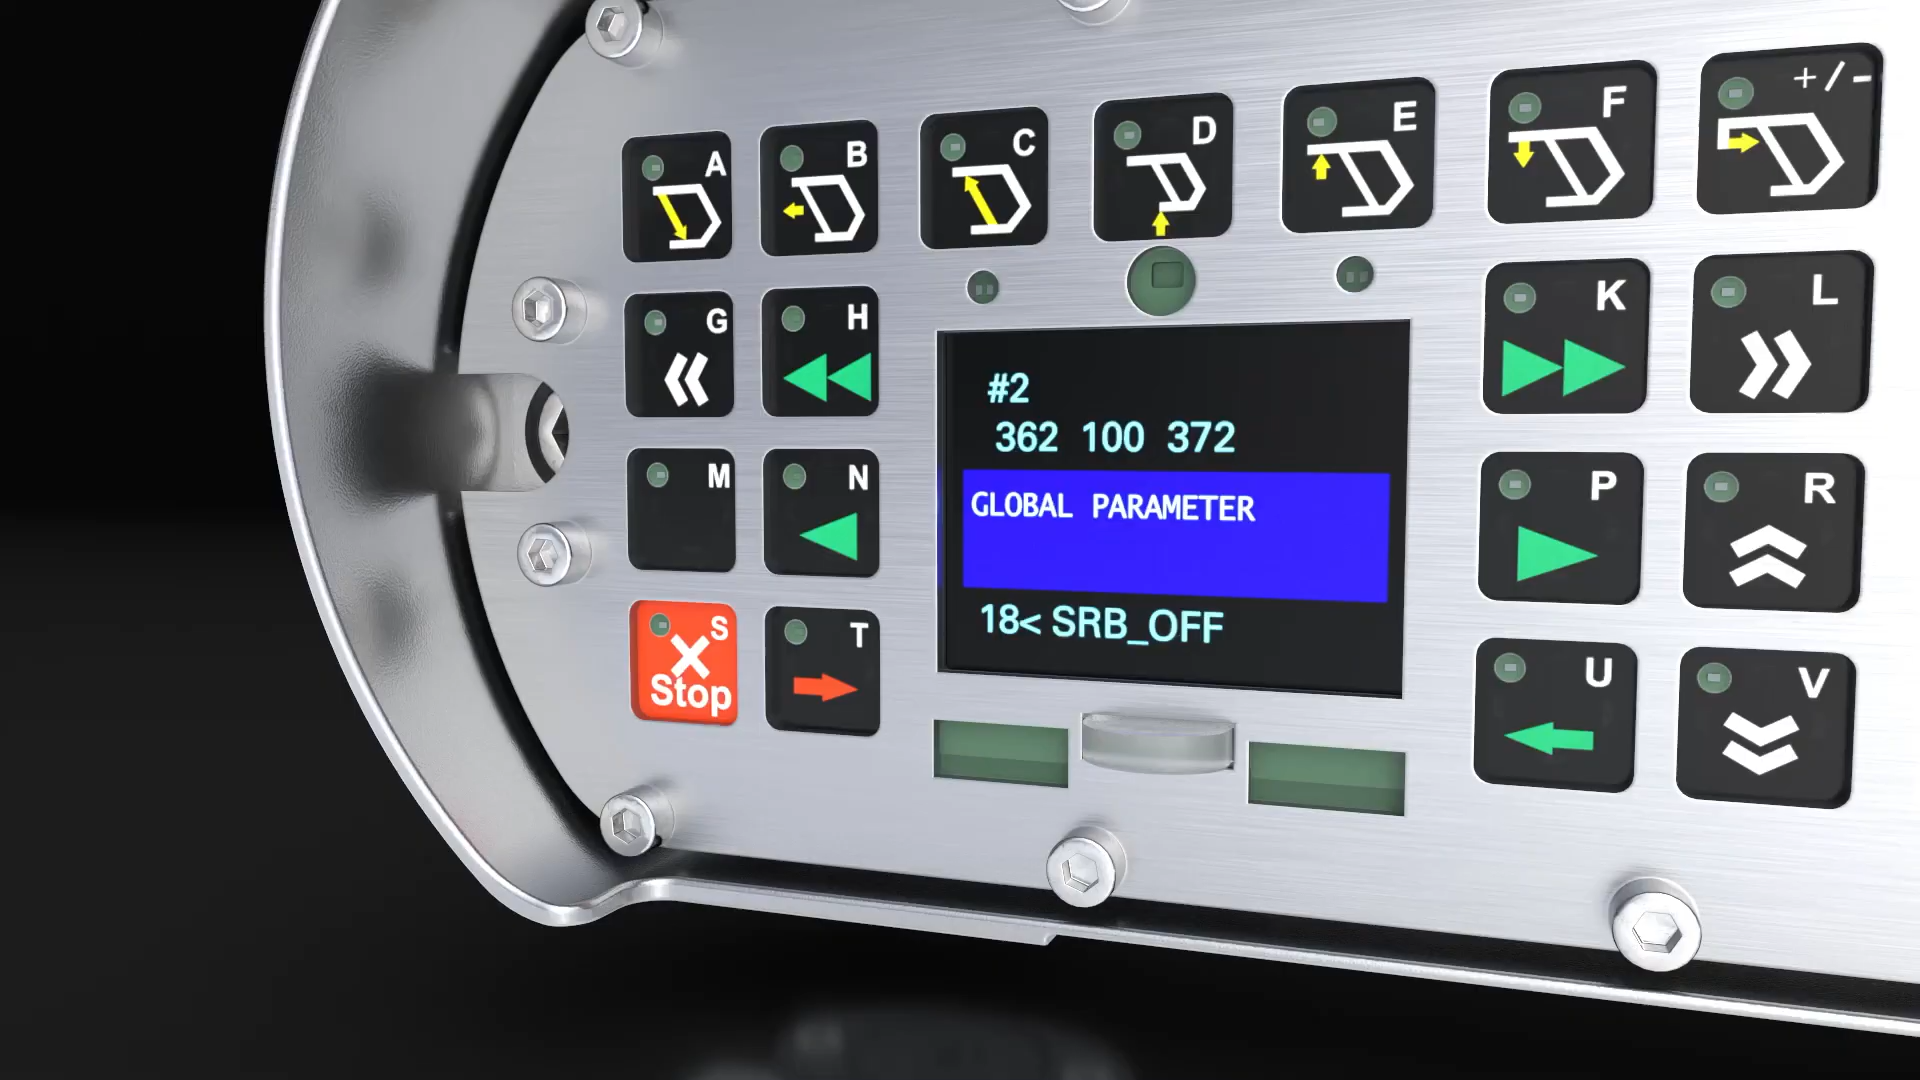 A B C D E F +/-
G H K L
#2
362 100 372
GLOBAL PARAMETER
18< SRB_OFF
M N P R
S T U V
Stop